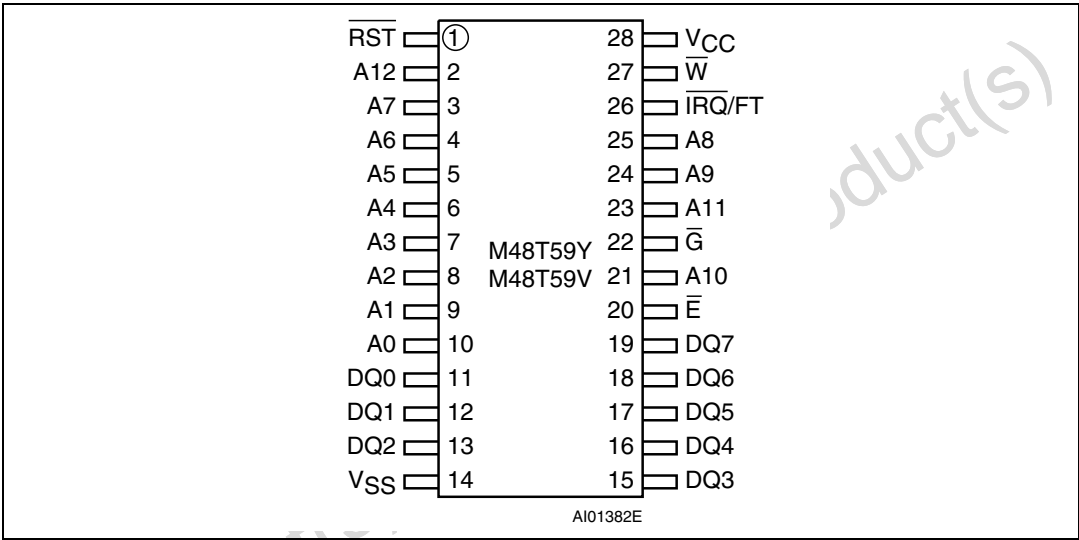 R̅S̅T̅ 1 28 VCC
A12 2 27 W̅
A7 3 26 I̅R̅Q̅/FT
A6 4 25 A8
A5 5 24 A9
A4 6 23 A11
A3 7 22 G̅
M48T59Y
A2 8 M48T59V 21 A10
A1 9 20 E̅
A0 10 19 DQ7
DQ0 11 18 DQ6
DQ1 12 17 DQ5
DQ2 13 16 DQ4
VSS 14 15 DQ3
AI01382E
oduct(s)